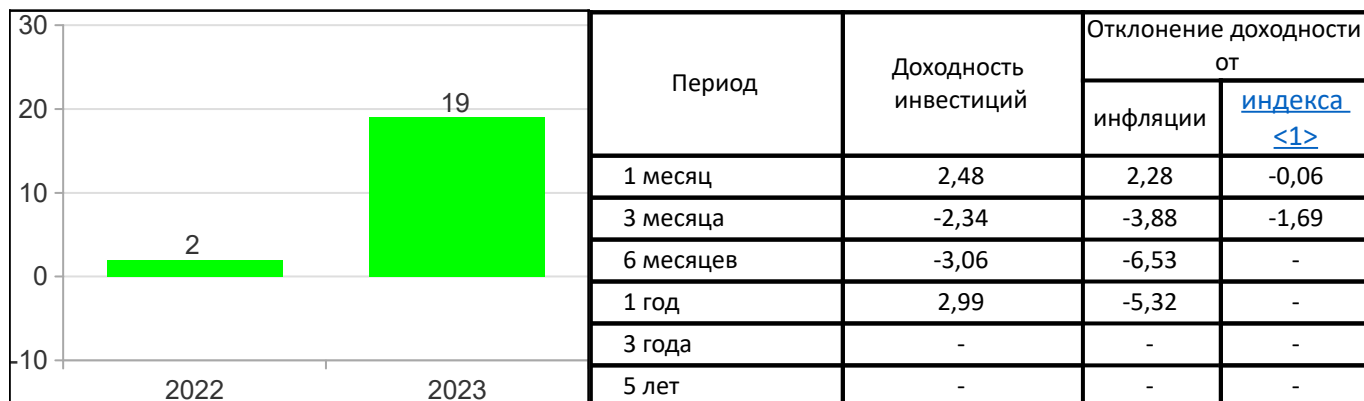 30
20
10
0
-10
2
19
2022
2023
Период
Доходность
инвестиций
Отклонение доходности
от
инфляции
индекса
<1>
1 месяц 2,48 2,28 -0,06
3 месяца -2,34 -3,88 -1,69
6 месяцев -3,06 -6,53 -
1 год 2,99 -5,32 -
3 года - - -
5 лет - - -